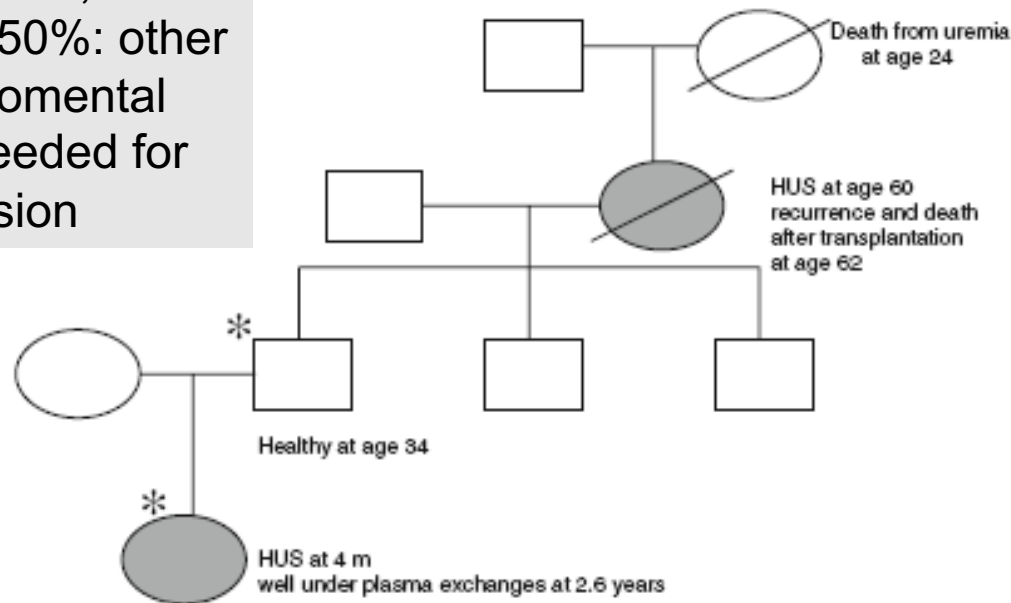 50%: other
omental
eeded for
sion
Death from uremia
at age 24
HUS at age 60
recurrence and death
after transplantation
at age 62
*
Healthy at age 34
*
HUS at 4 m
well under plasma exchanges at 2.6 years